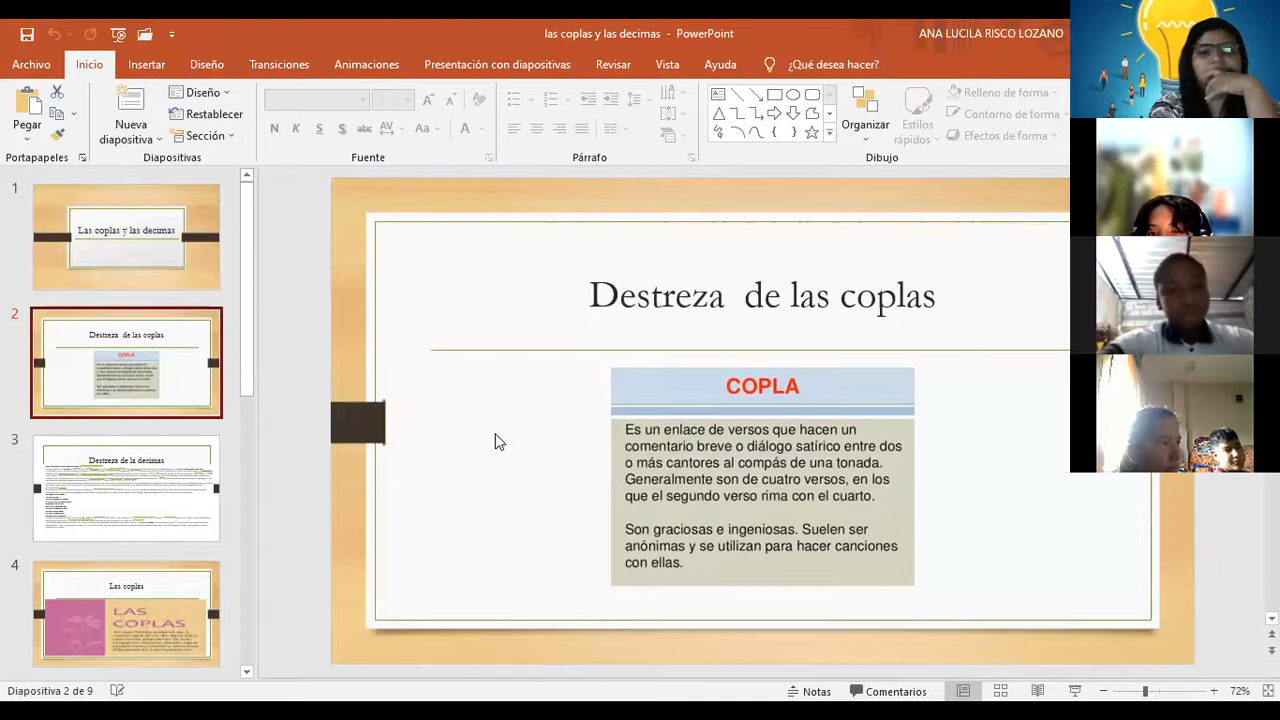 las coplas y las decimas - PowerPoint
ANA LUCILA RISCO LOZANO
Archivo Inicio Insertar Diseño Transiciones Animaciones Presentación con diapositivas Revisar Vista Ayuda ¿Qué desea hacer?
Pegar
Nueva diapositiva
Diseño
Restablecer
Sección
N K S S abc AV Aa A
Organizar
Estilos rápidos
Relleno de forma
Contorno de forma
Efectos de forma
Portapapeles Diapositivas Fuente Párrafo Dibujo
1
Las coplas y las decimas
2
Destreza de las coplas
COPLA
3
Destreza de la decimas
4
Las coplas
LAS
COPLAS
Destreza de las coplas
COPLA
Es un enlace de versos que hacen un
comentario breve o diálogo satírico entre dos
o más cantores al compás de una tonada.
Generalmente son de cuatro versos, en los
que el segundo verso rima con el cuarto.
Son graciosas e ingeniosas. Suelen ser
anónimas y se utilizan para hacer canciones
con ellas.
Diapositiva 2 de 9
Notas
Comentarios
72%